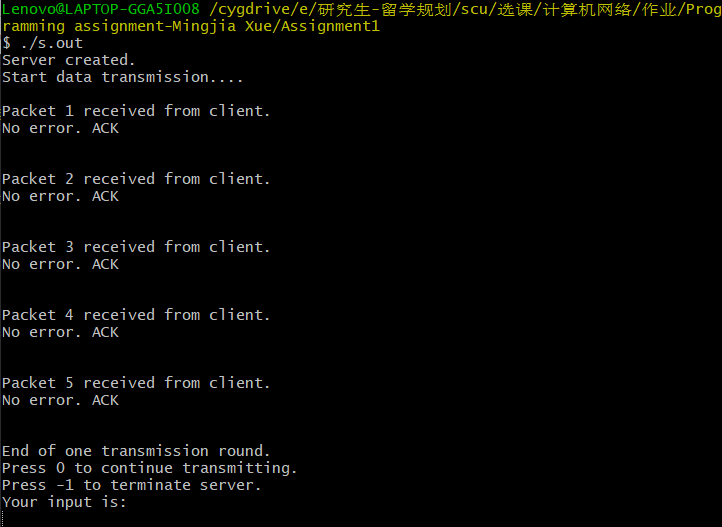 Lenovo@LAPTOP-GGA5IOO8 /cygdrive/e/研究生-留学规划/scu/选课/计算机网络/作业/Prog
ramming assignment-Mingjia Xue/Assignment1
$ ./s.out
Server created.
Start data transmission....
Packet 1 received from client.
No error. ACK
Packet 2 received from client.
No error. ACK
Packet 3 received from client.
No error. ACK
Packet 4 received from client.
No error. ACK
Packet 5 received from client.
No error. ACK
End of one transmission round.
Press 0 to continue transmitting.
Press -1 to terminate server.
Your input is: